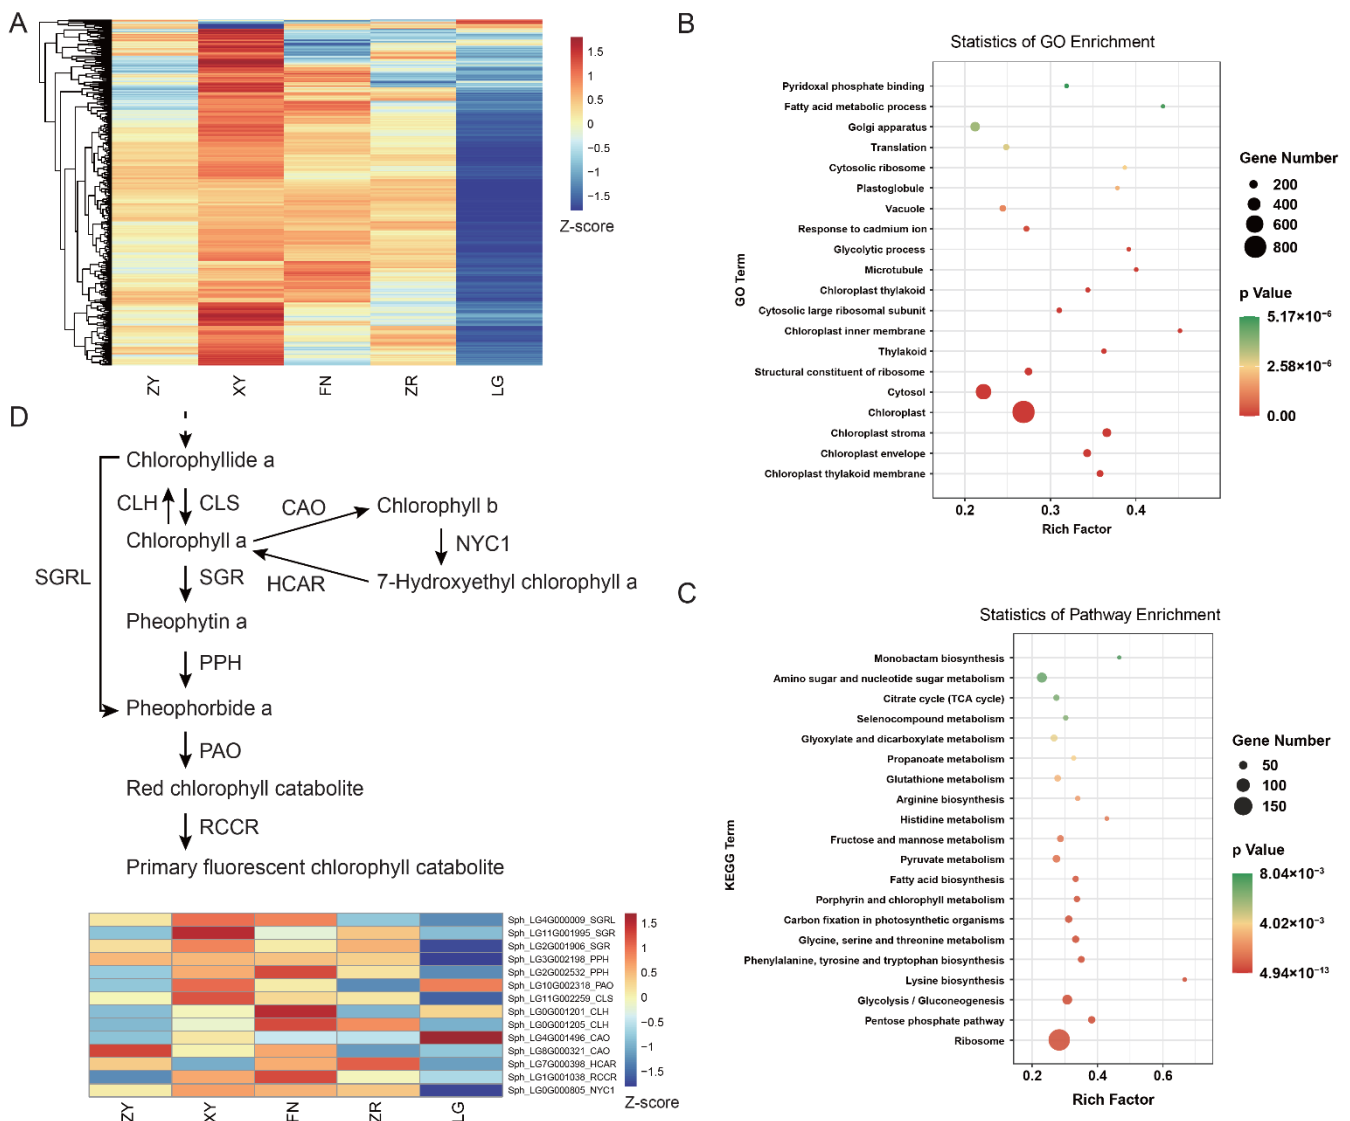 A
1.5
1
0.5
0
−0.5
−1
−1.5
Z-score
ZY
XY
FN
ZR
LG
B
Statistics of GO Enrichment
GO Term
Pyridoxal phosphate binding
Fatty acid metabolic process
Golgi apparatus
Translation
Cytosolic ribosome
Plastoglobule
Vacuole
Response to cadmium ion
Glycolytic process
Microtubule
Chloroplast thylakoid
Cytosolic large ribosomal subunit
Chloroplast inner membrane
Thylakoid
Structural constituent of ribosome
Cytosol
Chloroplast
Chloroplast stroma
Chloroplast envelope
Chloroplast thylakoid membrane
0.2 0.3 0.4
Rich Factor
Gene Number
200
400
600
800
p Value
5.17×10⁻⁶
2.58×10⁻⁶
0.00
D
Chlorophyllide a
CLH CLS CAO Chlorophyll b
Chlorophyll a NYC1
SGRL SGR HCAR 7-Hydroxyethyl chlorophyll a
Pheophytin a
PPH
Pheophorbide a
PAO
Red chlorophyll catabolite
RCCR
Primary fluorescent chlorophyll catabolite
Sph_LG4G000009_SGRL
Sph_LG11G001995_SGR
Sph_LG2G001906_SGR
Sph_LG3G002198_PPH
Sph_LG2G002532_PPH
Sph_LG10G002318_PAO
Sph_LG11G002259_CLS
Sph_LG0G001201_CLH
Sph_LG0G001205_CLH
Sph_LG4G001496_CAO
Sph_LG8G000321_CAO
Sph_LG7G000398_HCAR
Sph_LG1G001038_RCCR
Sph_LG0G000805_NYC1
1.5
1
0.5
0
−0.5
−1
−1.5
Z-score
ZY
XY
FN
ZR
LG
C
Statistics of Pathway Enrichment
KEGG Term
Monobactam biosynthesis
Amino sugar and nucleotide sugar metabolism
Citrate cycle (TCA cycle)
Selenocompound metabolism
Glyoxylate and dicarboxylate metabolism
Propanoate metabolism
Glutathione metabolism
Arginine biosynthesis
Histidine metabolism
Fructose and mannose metabolism
Pyruvate metabolism
Fatty acid biosynthesis
Porphyrin and chlorophyll metabolism
Carbon fixation in photosynthetic organisms
Glycine, serine and threonine metabolism
Phenylalanine, tyrosine and tryptophan biosynthesis
Lysine biosynthesis
Glycolysis / Gluconeogenesis
Pentose phosphate pathway
Ribosome
0.2 0.4 0.6
Rich Factor
Gene Number
50
100
150
p Value
8.04×10⁻³
4.02×10⁻³
4.94×10⁻¹³